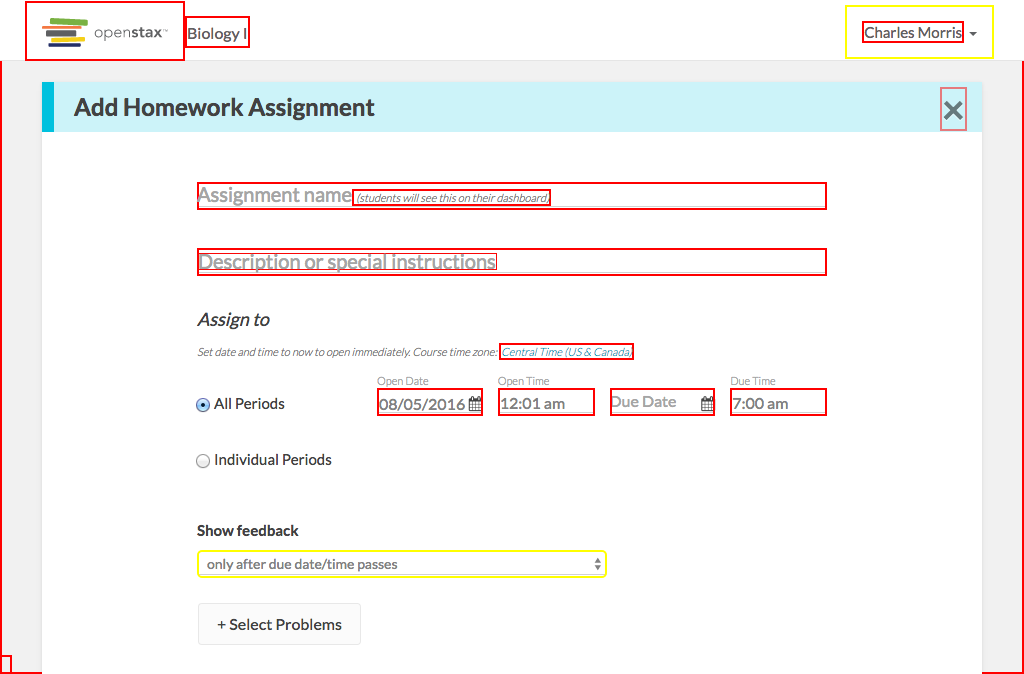 openstax™ Biology I Charles Morris
Add Homework Assignment
Assignment name (students will see this on their dashboard)
Description or special instructions
Assign to
Set date and time to now to open immediately. Course time zone: Central Time (US & Canada)
Open Date Open Time Due Time
All Periods 08/05/2016 12:01 am Due Date 7:00 am
Individual Periods
Show feedback
only after due date/time passes
+ Select Problems